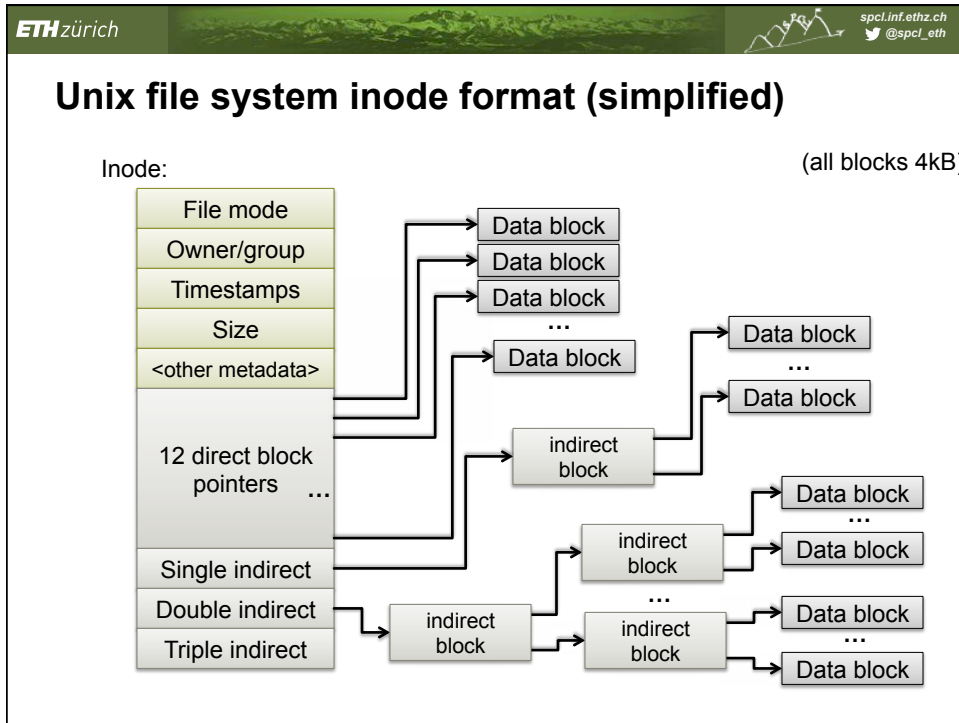 ETH zürich
spcl.inf.ethz.ch
@spcl_eth
Unix file system inode format (simplified)
Inode:
(all blocks 4kB)
File mode
Owner/group
Timestamps
Size
<other metadata>
12 direct block
pointers ...
Single indirect
Double indirect
Triple indirect
Data block
Data block
Data block
...
Data block
Data block
...
Data block
indirect
block
indirect
block
indirect
block
...
indirect
block
Data block
...
Data block
Data block
...
Data block